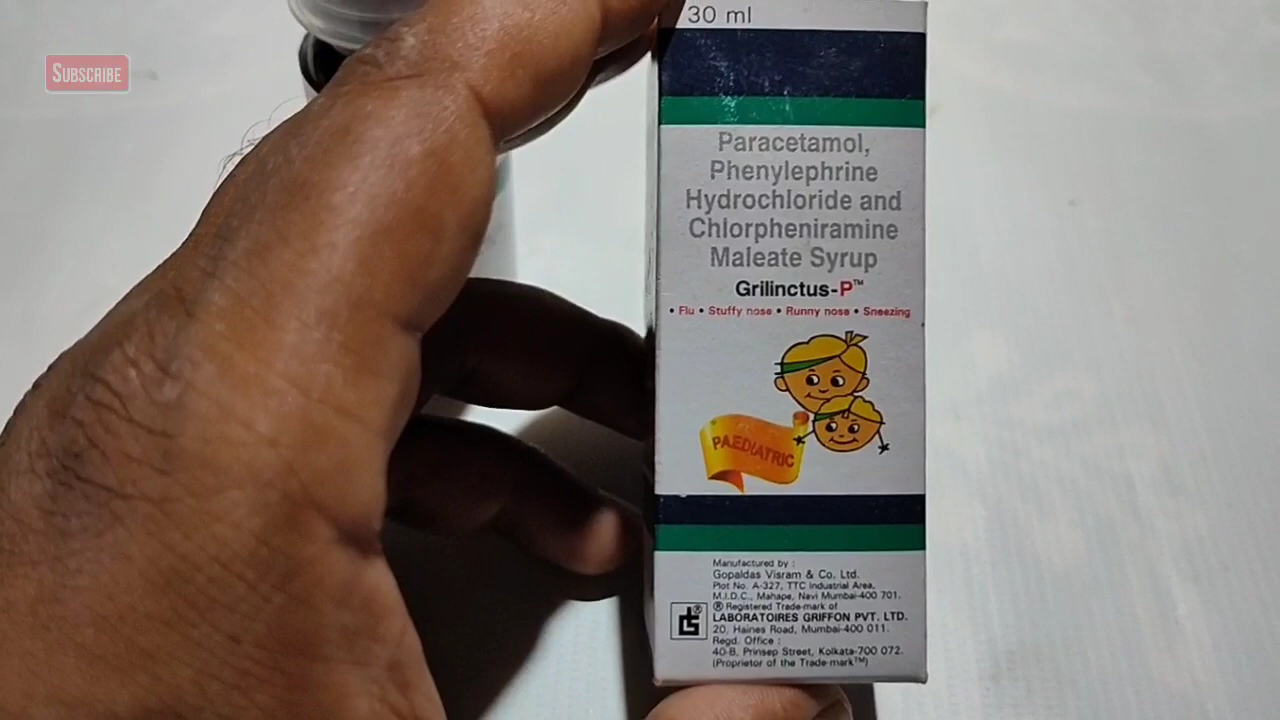 SUBSCRIBE
30 ml
Paracetamol,
Phenylephrine
Hydrochloride and
Chlorpheniramine
Maleate Syrup
Grilinctus-P™
• Flu • Stuffy nose • Runny nose • Sneezing
PAEDIATRIC
Manufactured by :
Gopaldas Visram & Co. Ltd.
Plot No. A-327, TTC Industrial Area,
M.I.D.C., Mahape, Navi Mumbai-400 701.
® Registered Trade-mark of
LABORATOIRES GRIFFON PVT. LTD.
20, Haines Road, Mumbai-400 011.
Regd. Office :
40-B, Prinsep Street, Kolkata-700 072.
(Proprietor of the Trade-mark™)